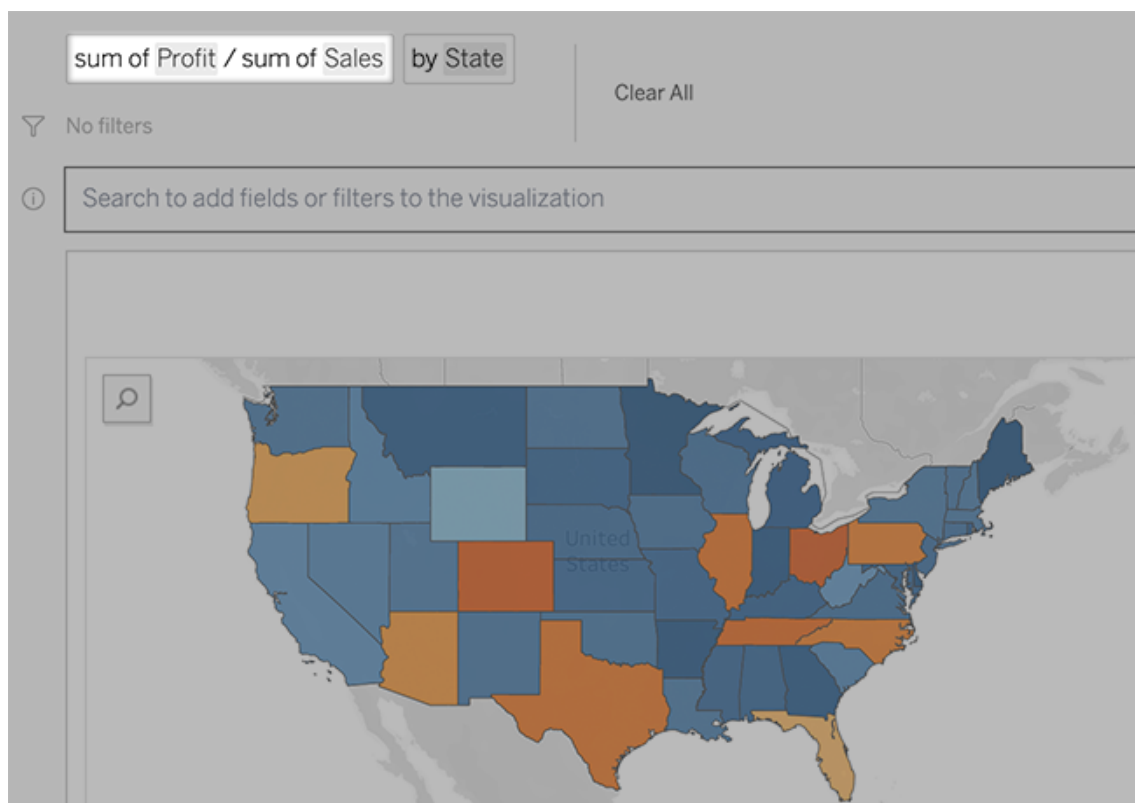 sum of Profit / sum of Sales by State
Clear All
No filters
Search to add fields or filters to the visualization
United
States